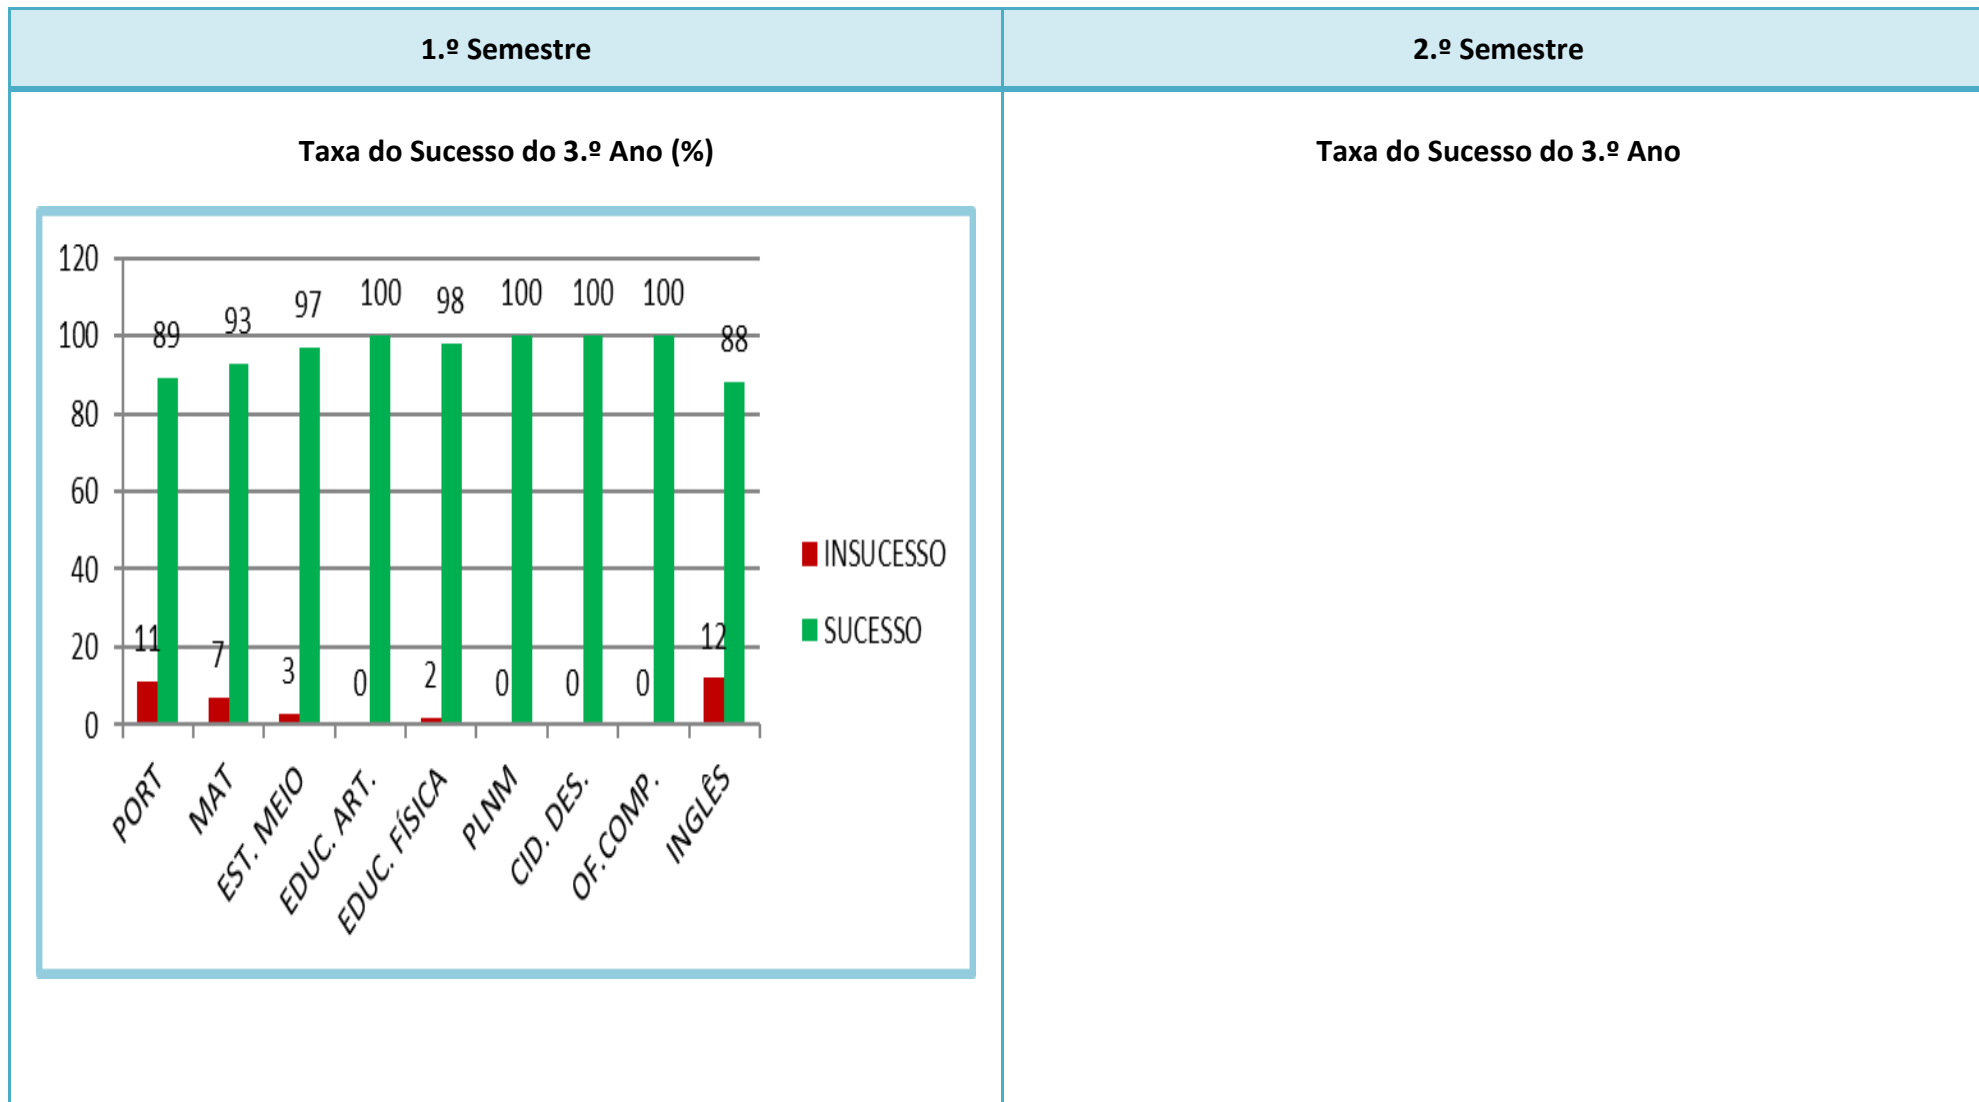 1.º Semestre
2.º Semestre
Taxa do Sucesso do 3.º Ano (%)
Taxa do Sucesso do 3.º Ano
120
100
80
60
40
20
0
89
93
97
100
98
100
100
100
88
11
7
3
0
2
0
0
0
12
PORT
MAT
EST. MEIO
EDUC. ART.
EDUC. FÍSICA
PLNM
CID. DES.
OF.COMP.
INGLÊS
INSUCESSO
SUCESSO